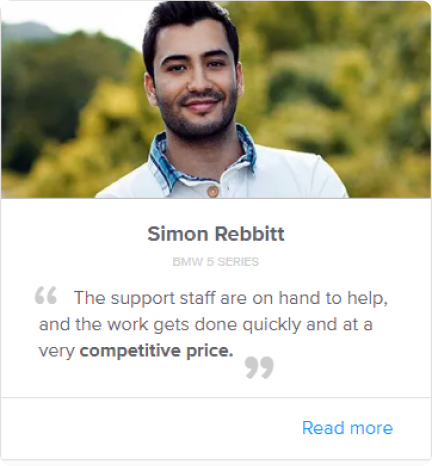 Simon Rebbitt
BMW 5 SERIES
“ The support staff are on hand to help,
and the work gets done quickly and at a
very competitive price. ”
Read more